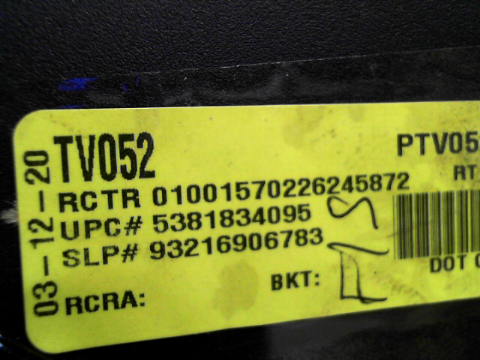 03-12-20
TV052 PTV05
RCTR 01001570226245872 RT
UPC# 5381834095
SLP# 93216906783
RCRA: BKT: DOT